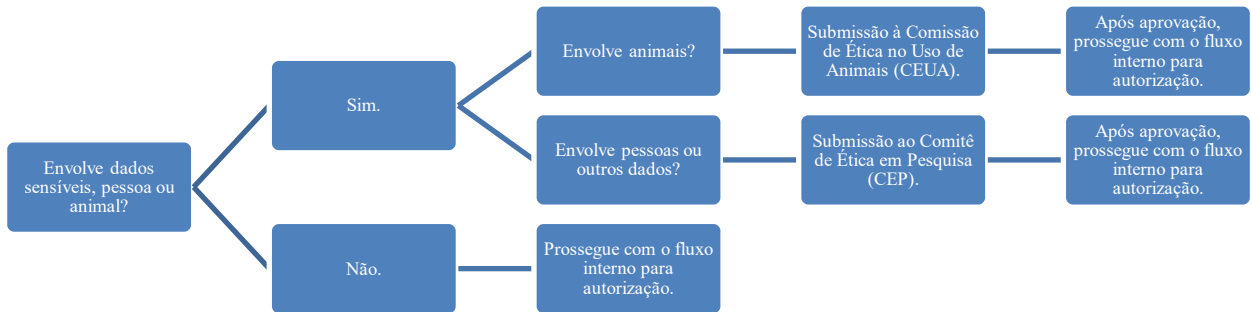 Envolve dados
sensíveis, pessoa ou
animal?
Sim.
Envolve animais?
Submissão à Comissão
de Ética no Uso de
Animais (CEUA).
Após aprovação,
prossegue com o fluxo
interno para
autorização.
Envolve pessoas ou
outros dados?
Submissão ao Comitê
de Ética em Pesquisa
(CEP).
Após aprovação,
prossegue com o fluxo
interno para
autorização.
Não.
Prossegue com o fluxo
interno para
autorização.